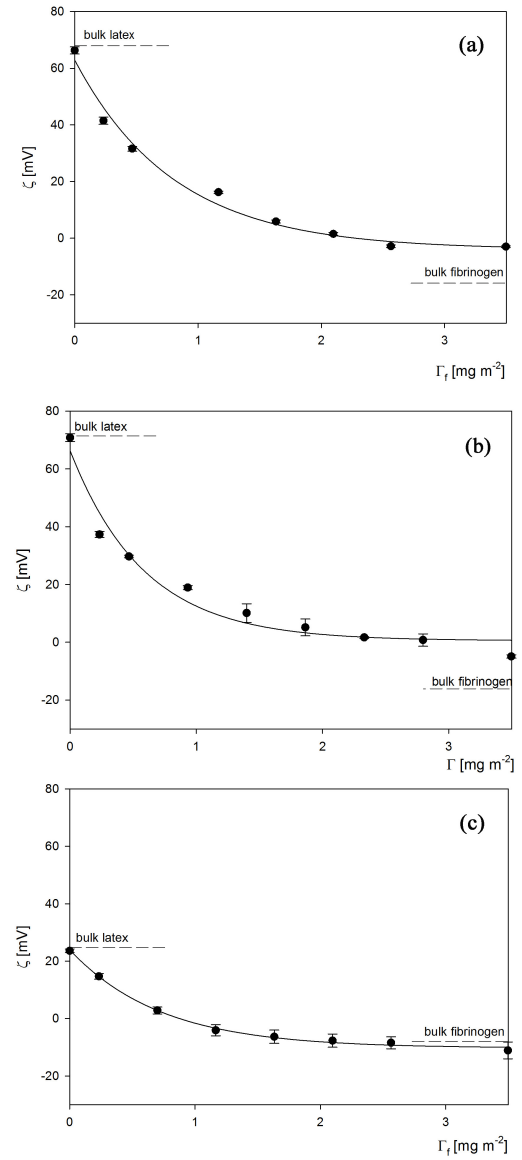 80
bulk latex
(a)
60
40
ζ [mV]
20
0
bulk fibrinogen
-20
0 1 2 3
Γf [mg m-2]
80
bulk latex
(b)
60
40
ζ [mV]
20
0
bulk fibrinogen
-20
0 1 2 3
Γ [mg m-2]
80
(c)
60
40
bulk latex
ζ [mV]
20
0
bulk fibrinogen
-20
0 1 2 3
Γf [mg m-2]